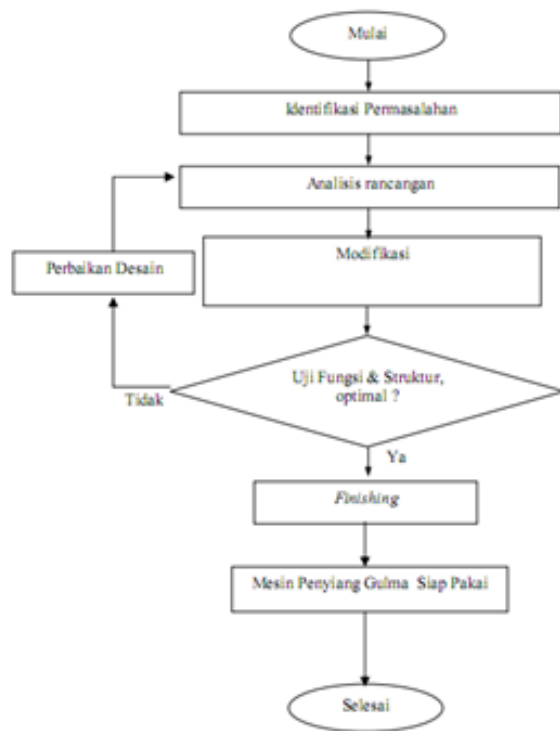 Mulai
Identifikasi Permasalahan
Analisis rancangan
Modifikasi
Perbaikan Desain
Uji Fungsi & Struktur,
optimal ?
Tidak
Ya
Finishing
Mesin Penyiang Gulma Siap Pakai
Selesai